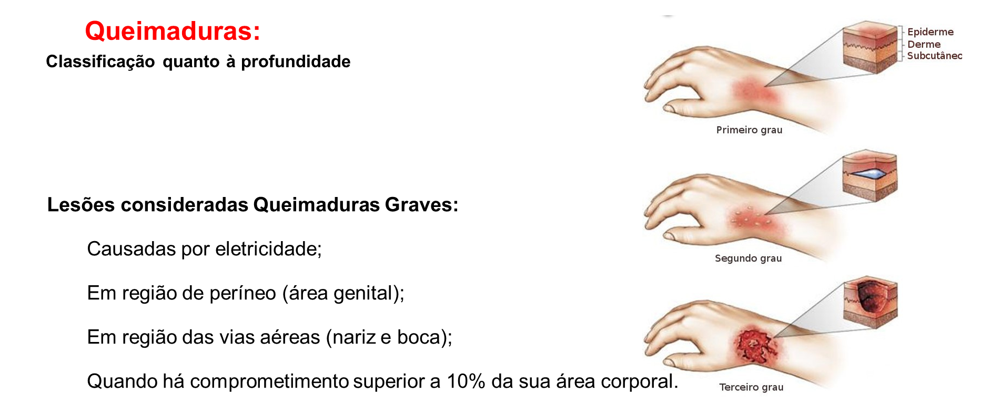 Queimaduras:
Classificação quanto à profundidade
Epiderme
Derme
Subcutânec
Primeiro grau
Segundo grau
Lesões consideradas Queimaduras Graves:
Causadas por eletricidade;
Em região de períneo (área genital);
Em região das vias aéreas (nariz e boca);
Quando há comprometimento superior a 10% da sua área corporal.
Terceiro grau